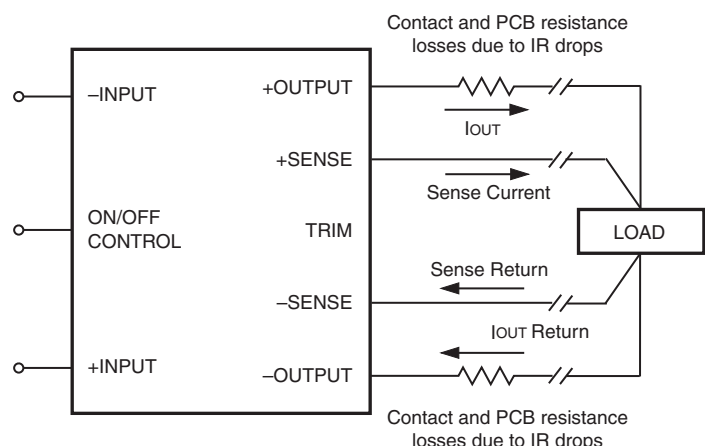 Contact and PCB resistance
losses due to IR drops
–INPUT
+OUTPUT
IOUT
+SENSE
Sense Current
ON/OFF
CONTROL
TRIM
LOAD
Sense Return
–SENSE
IOUT Return
+INPUT
–OUTPUT
Contact and PCB resistance
losses due to IR drops